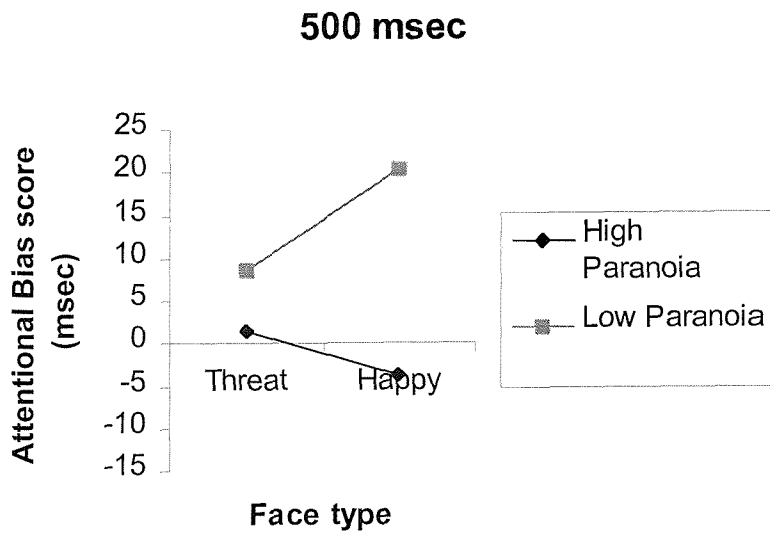 500 msec
Attentional Bias score
(msec)
25
20
15
10
5
0
-5
-10
-15
Threat
Happy
Face type
High
Paranoia
Low Paranoia